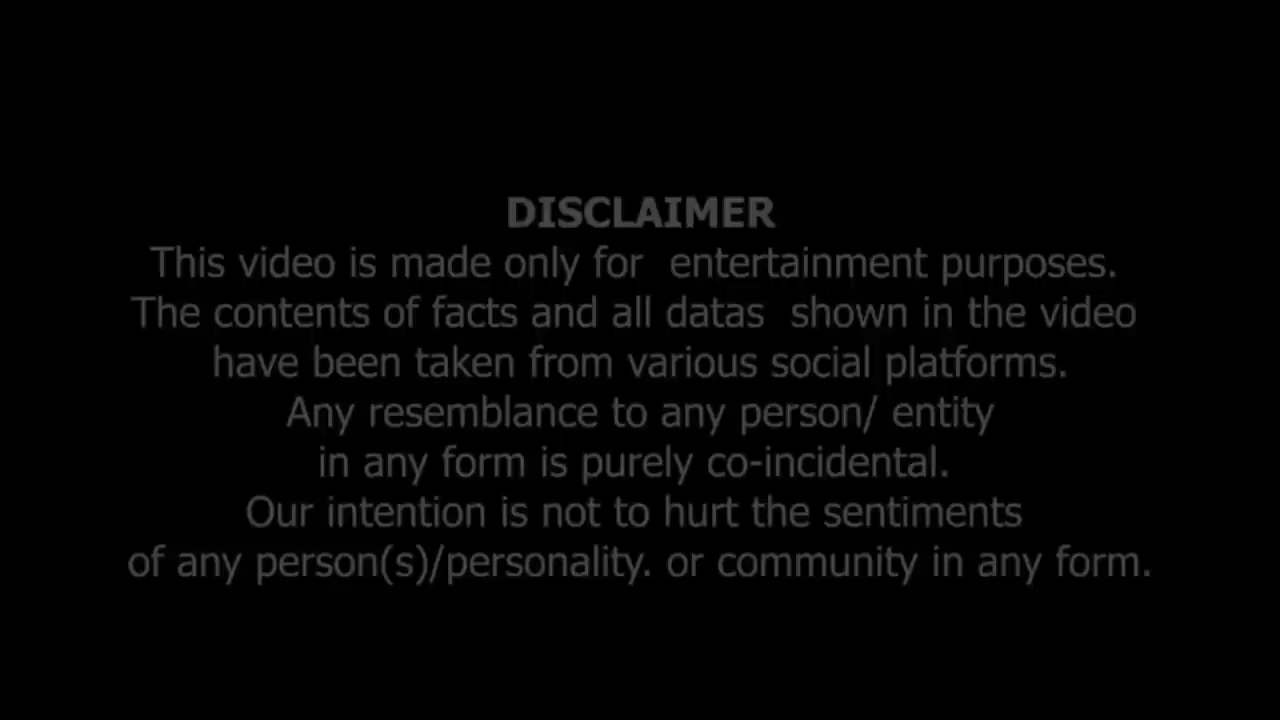 DISCLAIMER
This video is made only for  entertainment purposes.
The contents of facts and all datas  shown in the video
have been taken from various social platforms.
Any resemblance to any person/ entity
in any form is purely co-incidental.
Our intention is not to hurt the sentiments
of any person(s)/personality. or community in any form.